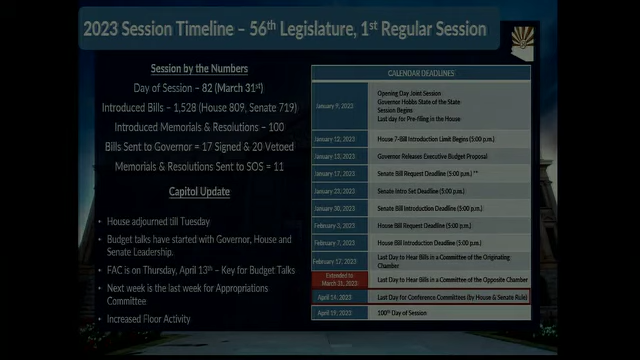 2023 Session Timeline – 56th Legislature, 1st Regular Session
Session by the Numbers
Day of Session – 82 (March 31st)
Introduced Bills – 1,528 (House 809, Senate 719)
Introduced Memorials & Resolutions – 100
Bills Sent to Governor = 17 Signed & 20 Vetoed
Memorials & Resolutions Sent to SOS = 11
Capitol Update
• House adjourned till Tuesday
• Budget talks have started with Governor, House and
Senate Leadership.
• FAC is on Thursday, April 13th – Key for Budget Talks
• Next week is the last week for Appropriations
Committee
• Increased Floor Activity
CALENDAR DEADLINES
January 9, 2023
Opening Day Joint Session
Governor Hobbs State of the State
Session Begins
Last day for Pre-filing in the House
January 12, 2023
House 7-Bill Introduction Limit Begins (5:00 p.m.)
January 13, 2023
Governor Releases Executive Budget Proposal
January 17, 2023
Senate Bill Request Deadline (5:00 p.m.) **
January 23, 2023
Senate Intro Set Deadline (5:00 p.m.)
January 30, 2023
Senate Bill Introduction Deadline (5:00 p.m.)
February 3, 2023
House Bill Request Deadline (5:00 p.m.)
February 7, 2023
House Bill Introduction Deadline (5:00 p.m.)
February 17, 2023
Last Day to Hear Bills in a Committee of the Originating
Chamber
Extended to
March 31, 2023
Last Day to Hear Bills in a Committee of the Opposite Chamber
April 14, 2023
Last Day for Conference Committees (by House & Senate Rule)
April 18, 2023
100th Day of Session